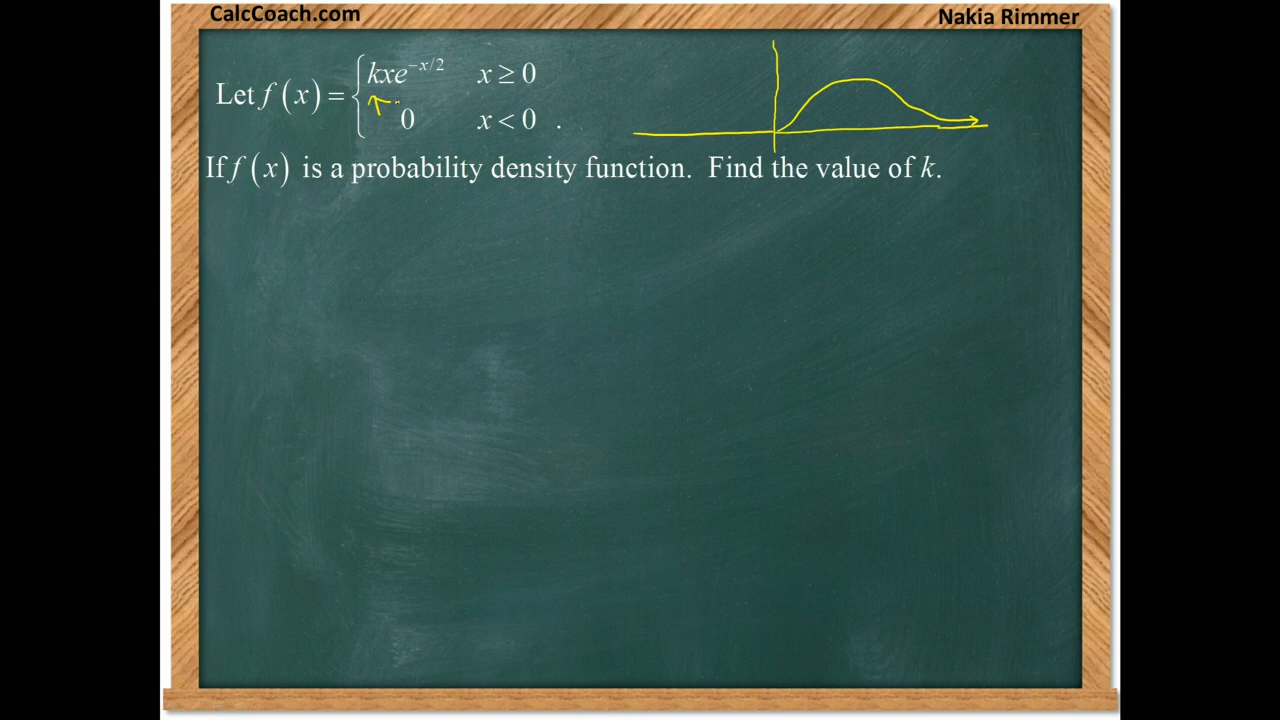 CalcCoach.com
Nakia Rimmer
Let f(x) = { kxe^{-x/2} x ≥ 0
0 x < 0 .
If f(x) is a probability density function. Find the value of k.